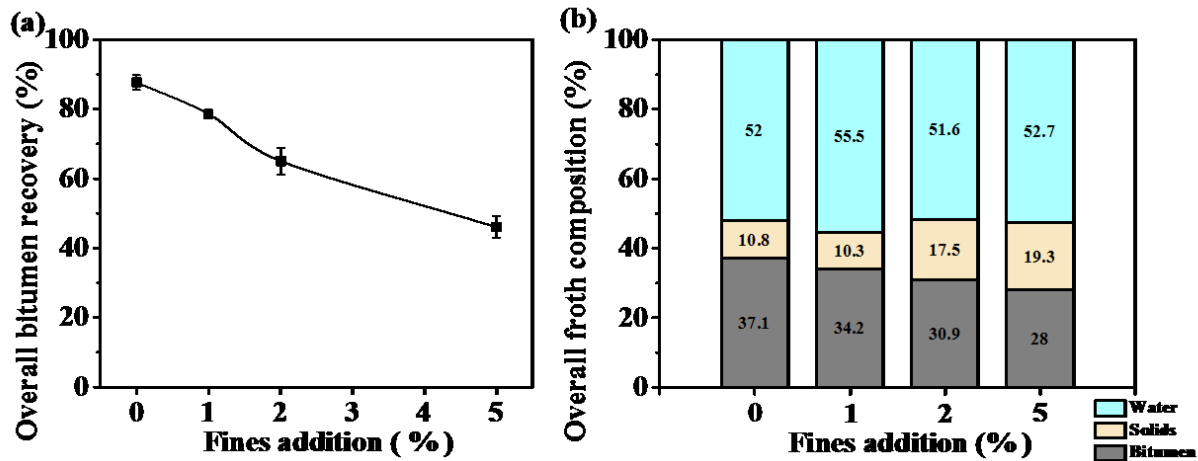 (a)
Overall bitumen recovery (%)
100
80
60
40
20
0
0 1 2 3 4 5
Fines addition ( %)
(b)
Overall froth composition (%)
100
80
60
40
20
0
52 55.5 51.6 52.7
10.8 10.3 17.5 19.3
37.1 34.2 30.9 28
0 1 2 5
Fines addition (%)
Water
Solids
Bitumen